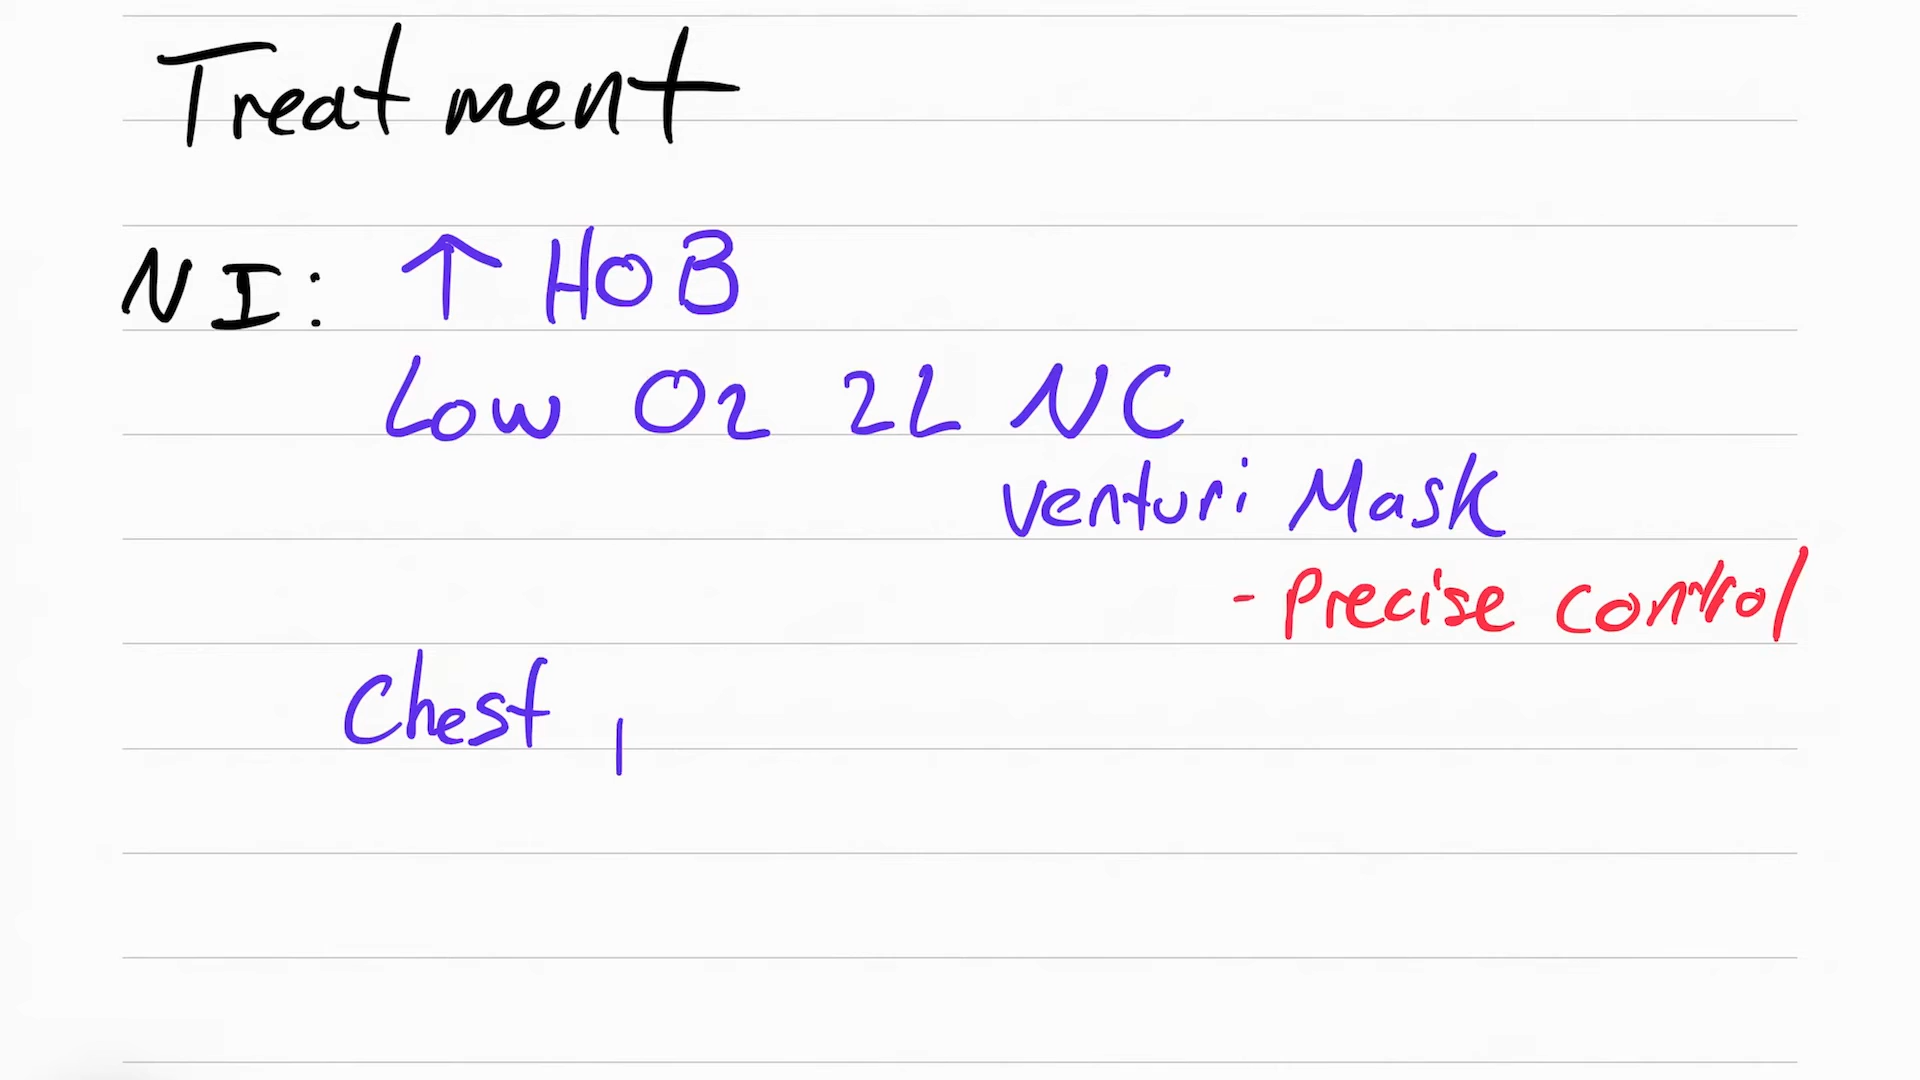 Treatment
NI: ↑ HOB
Low O2 2L NC
Venturi Mask
- Precise control
Chest